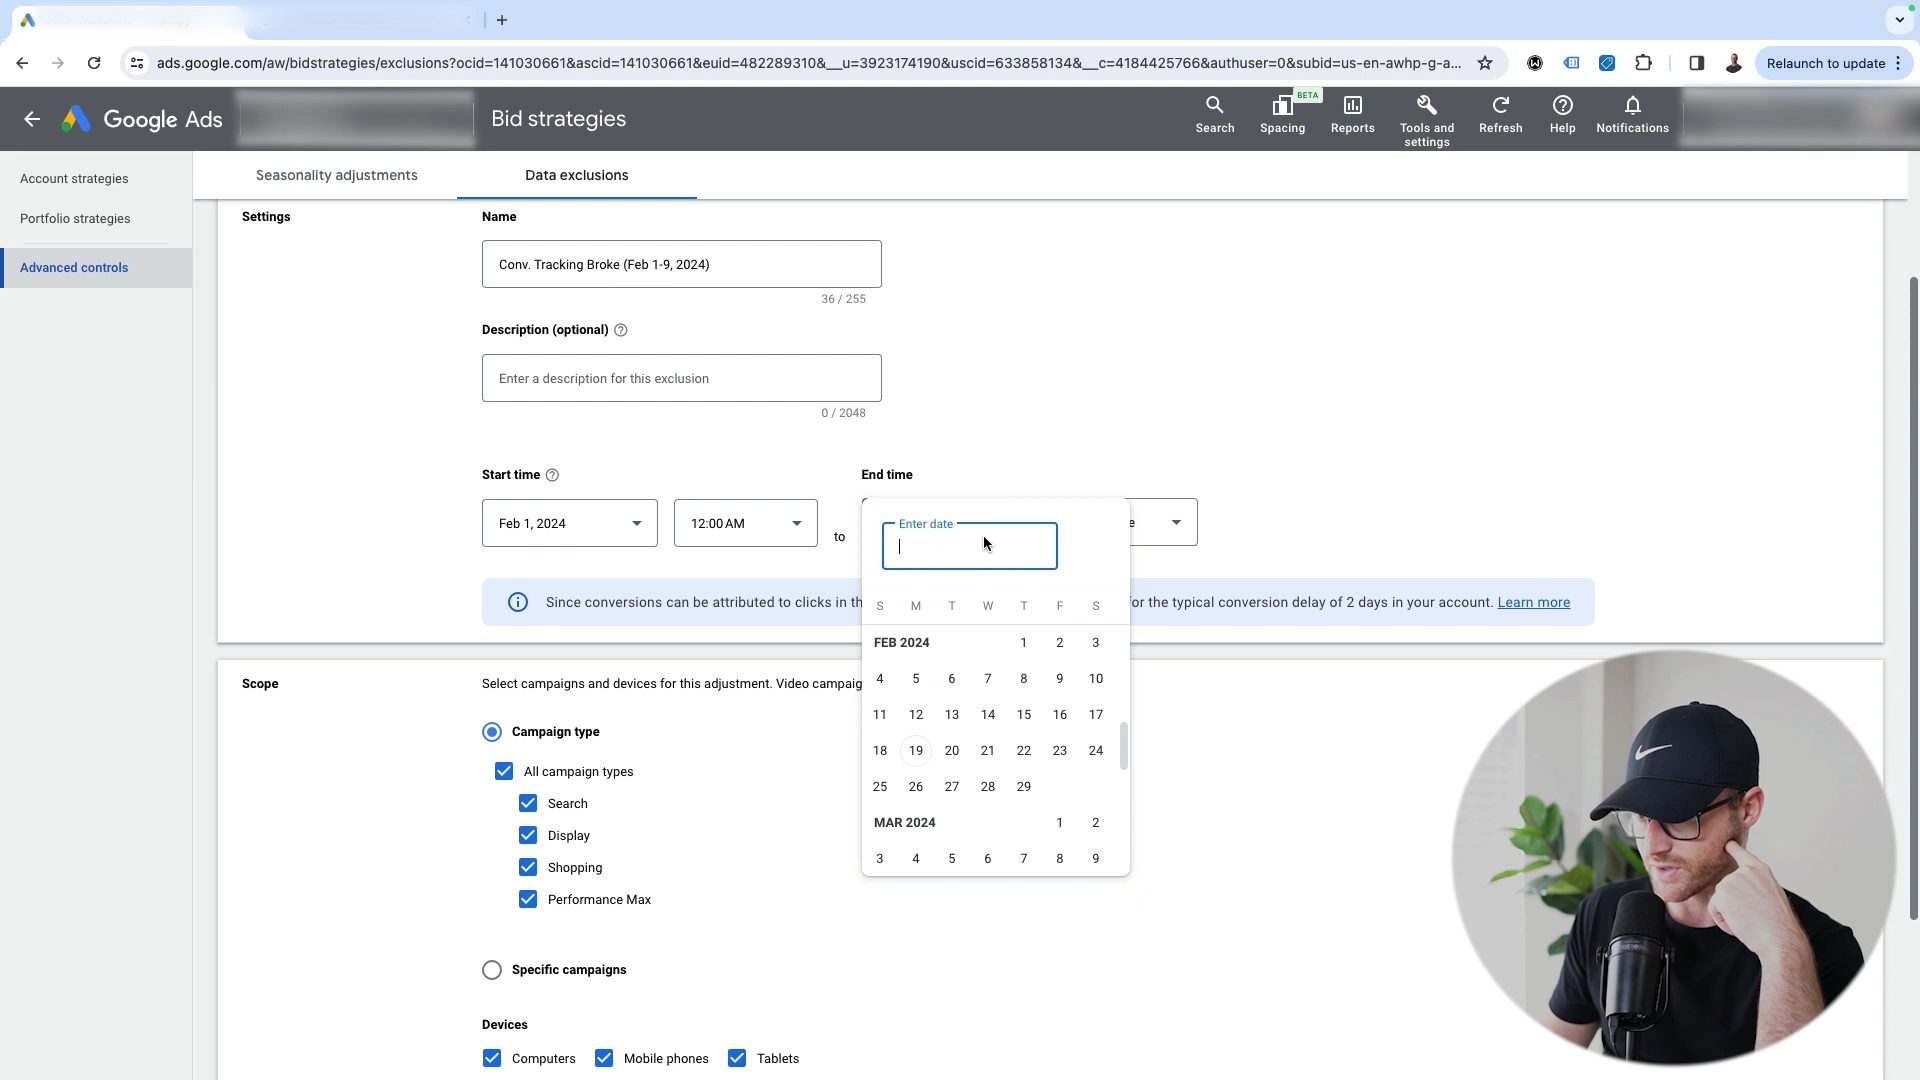 ads.google.com/aw/bidstrategies/exclusions?ocid=141030661&ascid=141030661&euid=482289310&__u=3923174190&uscid=633858134&__c=4184425766&authuser=0&subid=us-en-awhp-g-a...
Relaunch to update
Google Ads
Bid strategies
Search
Spacing
BETA
Reports
Tools and settings
Refresh
Help
Notifications
Account strategies
Portfolio strategies
Advanced controls
Seasonality adjustments
Data exclusions
Settings
Name
Conv. Tracking Broke (Feb 1-9, 2024)
36 / 255
Description (optional)
Enter a description for this exclusion
0 / 2048
Start time
End time
Feb 1, 2024
12:00 AM
to
e
Enter date
Since conversions can be attributed to clicks in th
or the typical conversion delay of 2 days in your account. Learn more
S M T W T F S
FEB 2024 1 2 3
4 5 6 7 8 9 10
11 12 13 14 15 16 17
18 19 20 21 22 23 24
25 26 27 28 29
MAR 2024 1 2
3 4 5 6 7 8 9
Scope
Select campaigns and devices for this adjustment. Video campaig
Campaign type
All campaign types
Search
Display
Shopping
Performance Max
Specific campaigns
Devices
Computers
Mobile phones
Tablets